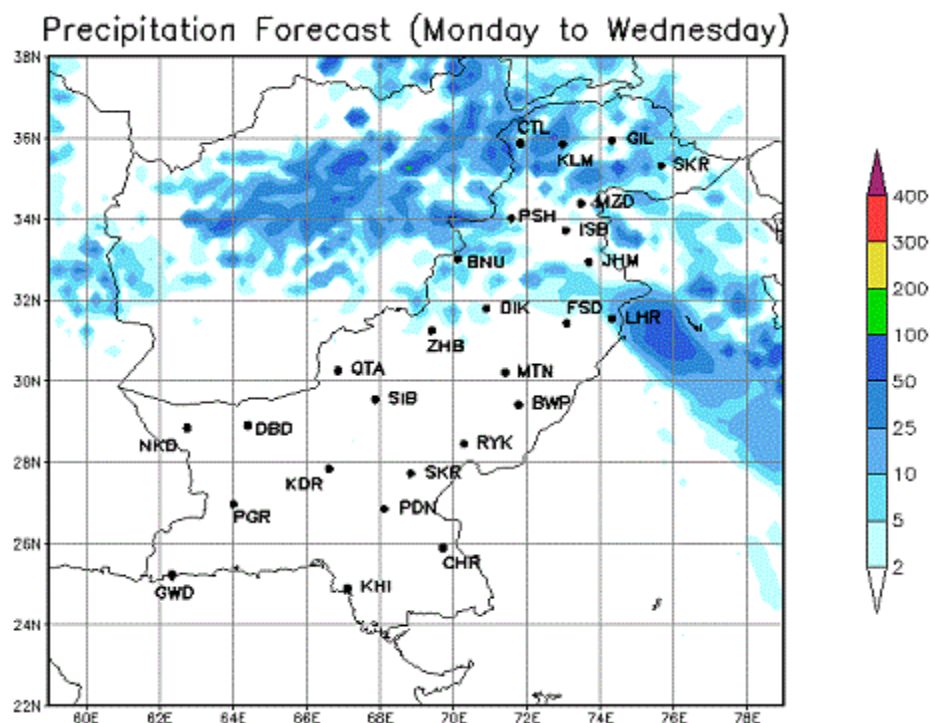 Precipitation Forecast (Monday to Wednesday)
38N
36N
34N
32N
30N
28N
26N
24N
22N
60E 62E 64E 66E 68E 70E 72E 74E 76E 78E
CTL
GIL
KLM
SKR
MZD
PSH
ISB
BNU
JHM
DIK
FSD
LHR
ZHB
QTA
MTN
SIB
BWP
DBD
NKD
RYK
SKR
KDR
PDN
PGR
CHR
KHI
GWD
400
300
200
100
50
25
10
5
2